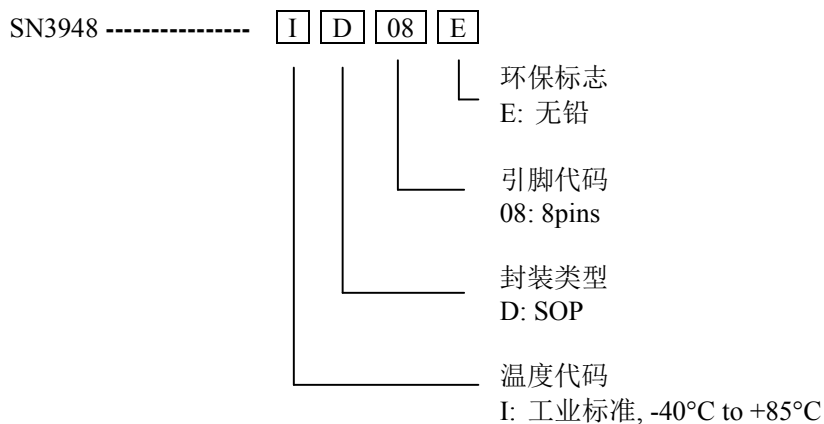 SN3948 ---------------- I D 08 E
环保标志
E: 无铅
引脚代码
08: 8pins
封装类型
D: SOP
温度代码
I: 工业标准, -40°C to +85°C